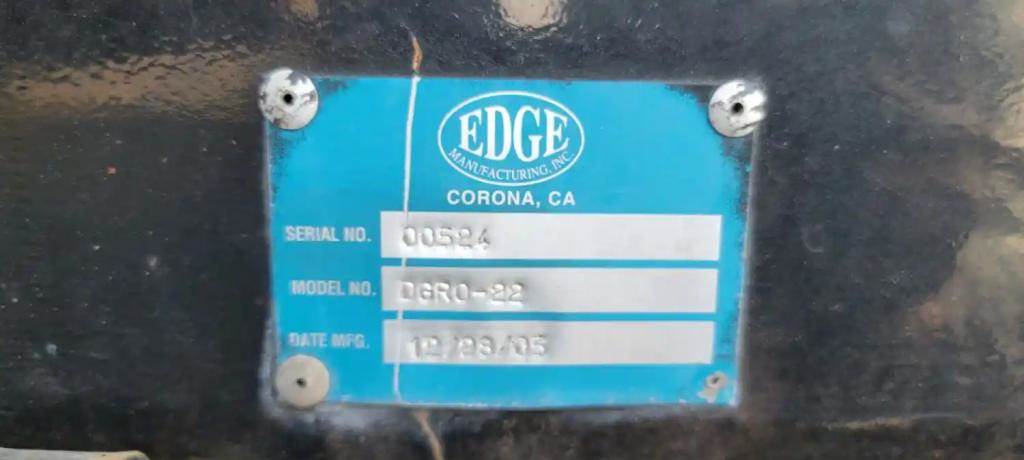 EDGE
MANUFACTURING, INC
CORONA, CA
SERIAL NO. 00524
MODEL NO. DGRO-22
DATE MFG. 12/28/05